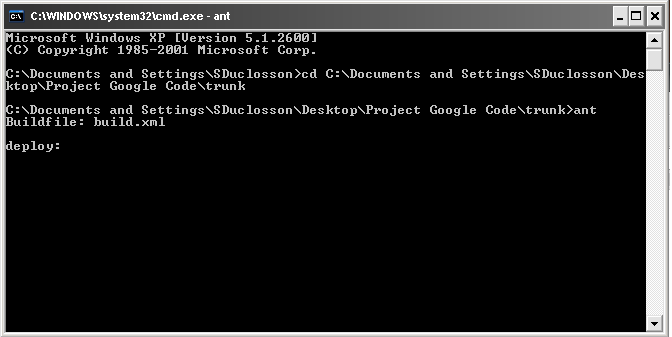 C:\WINDOWS\system32\cmd.exe - ant
Microsoft Windows XP [Version 5.1.2600]
(C) Copyright 1985-2001 Microsoft Corp.
C:\Documents and Settings\SDuclosson>cd C:\Documents and Settings\SDuclosson\Des
ktop\Project Google Code\trunk
C:\Documents and Settings\SDuclosson\Desktop\Project Google Code\trunk>ant
Buildfile: build.xml
deploy: